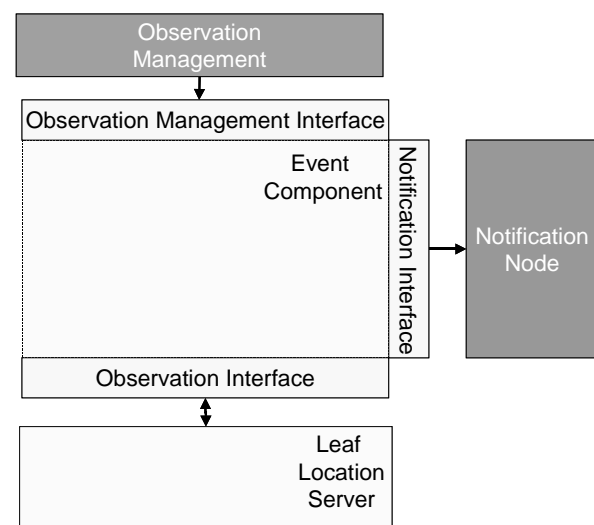 Observation
Management
Observation Management Interface
Event
Component
Notification Interface
Notification
Node
Observation Interface
Leaf
Location
Server